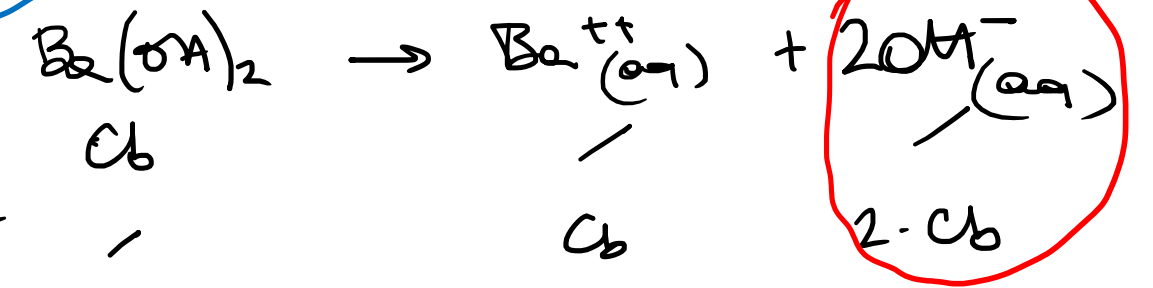 Ba(OH)₂ → Ba⁺⁺(aq) + 2OH⁻(aq)
Cb / /
/ Cb 2·Cb